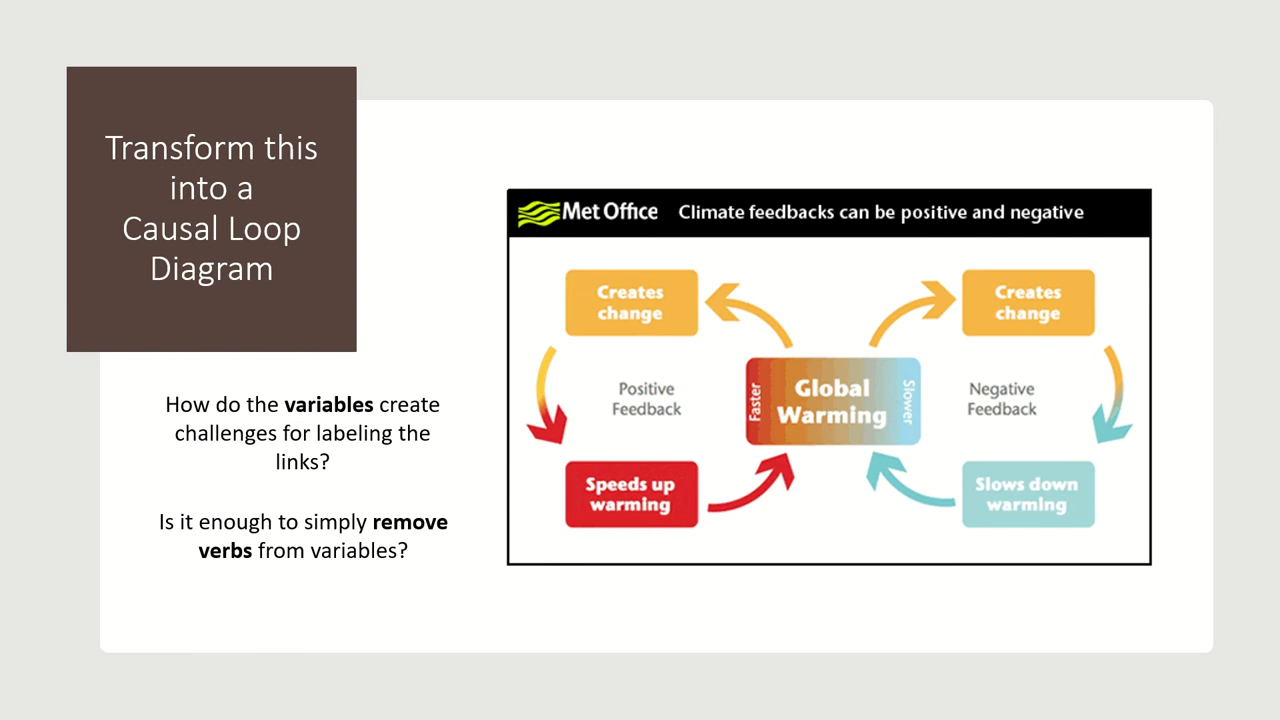 Transform this
into a
Causal Loop
Diagram
How do the variables create
challenges for labeling the
links?
Is it enough to simply remove
verbs from variables?
Met Office Climate feedbacks can be positive and negative
Creates
change
Creates
change
Positive
Feedback
Faster
Global
Warming
Slower
Negative
Feedback
Speeds up
warming
Slows down
warming